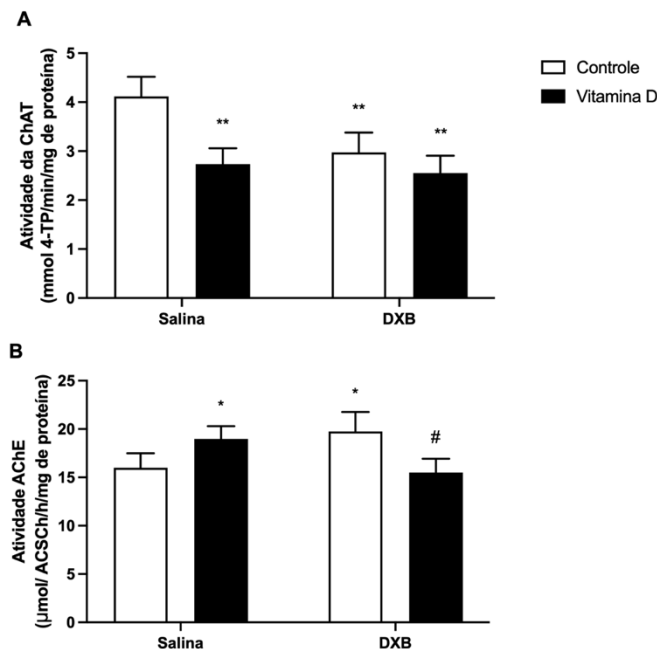 A
Atividade da ChAT
(mmol 4-TP/min/mg de proteína)
5
4
3
2
1
0
**
**
**
Salina
DXB
Controle
Vitamina D
B
Atividade AChE
(µmol/ ACSCh/h/mg de proteína)
25
20
15
10
5
0
*
*
#
Salina
DXB